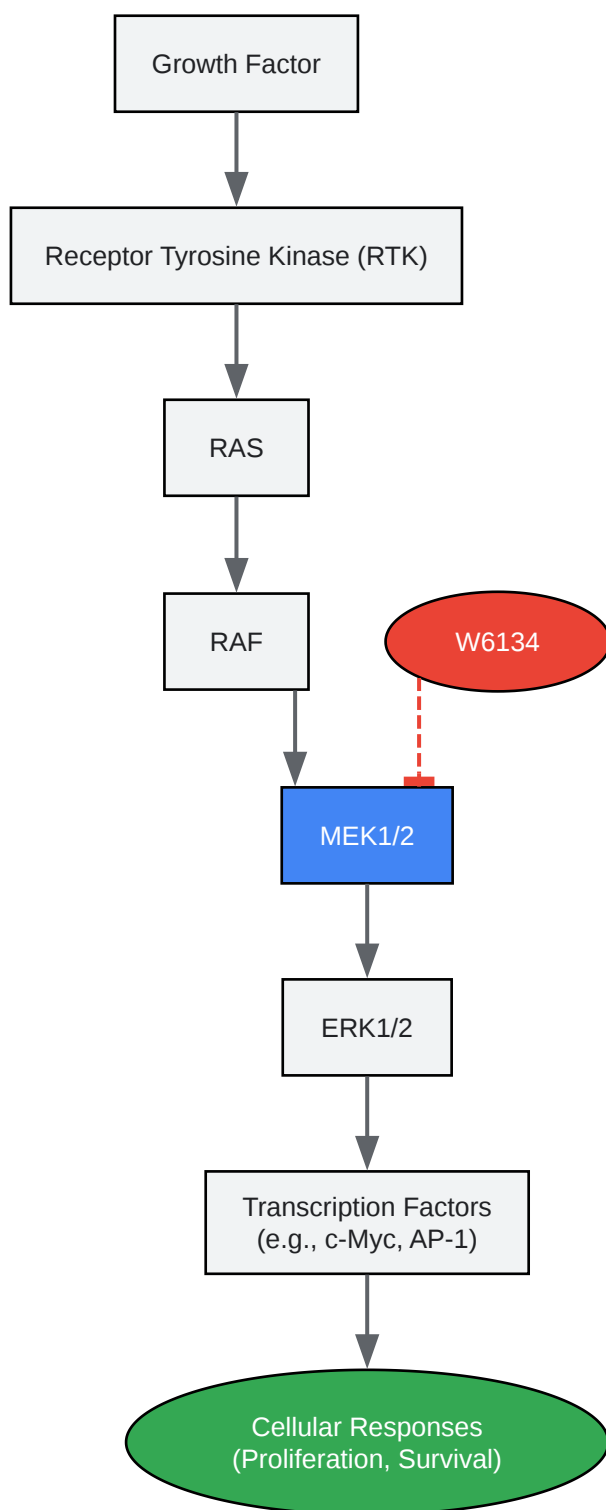 Growth Factor
Receptor Tyrosine Kinase (RTK)
RAS
RAF
W6134
MEK1/2
ERK1/2
Transcription Factors
(e.g., c-Myc, AP-1)
Cellular Responses
(Proliferation, Survival)